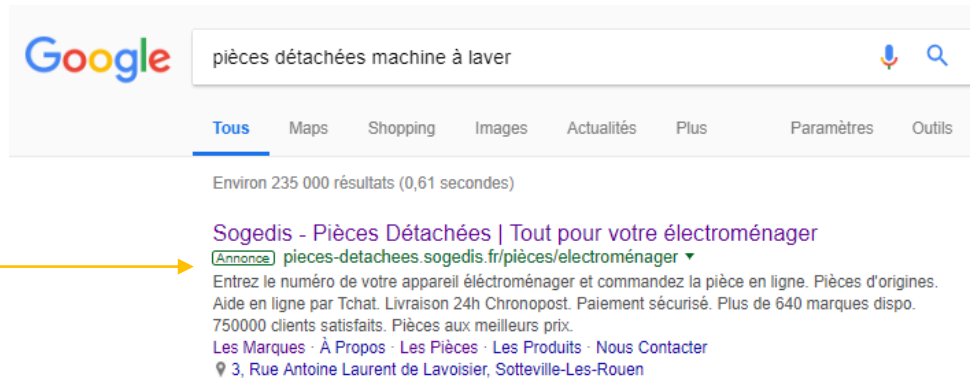 Google
pièces détachées machine à laver
Tous Maps Shopping Images Actualités Plus Paramètres Outils
Environ 235 000 résultats (0,61 secondes)
Sogedis - Pièces Détachées | Tout pour votre électroménager
Annonce pieces-detachees.sogedis.fr/pièces/electroménager
Entrez le numéro de votre appareil éléctroménager et commandez la pièce en ligne. Pièces d'origines.
Aide en ligne par Tchat. Livraison 24h Chronopost. Paiement sécurisé. Plus de 640 marques dispo.
750000 clients satisfaits. Pièces aux meilleurs prix.
Les Marques · À Propos · Les Pièces · Les Produits · Nous Contacter
3, Rue Antoine Laurent de Lavoisier, Sotteville-Les-Rouen